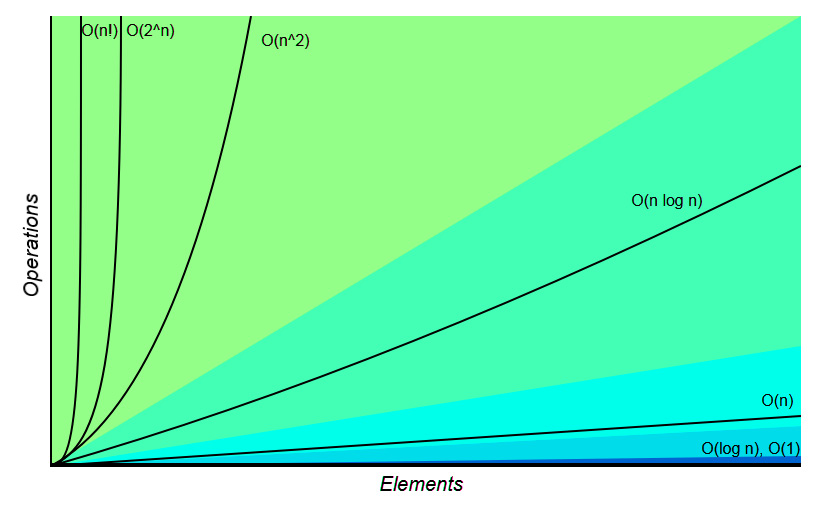 O(n!)
O(2^n)
O(n^2)
O(n log n)
O(n)
O(log n), O(1)
Operations
Elements